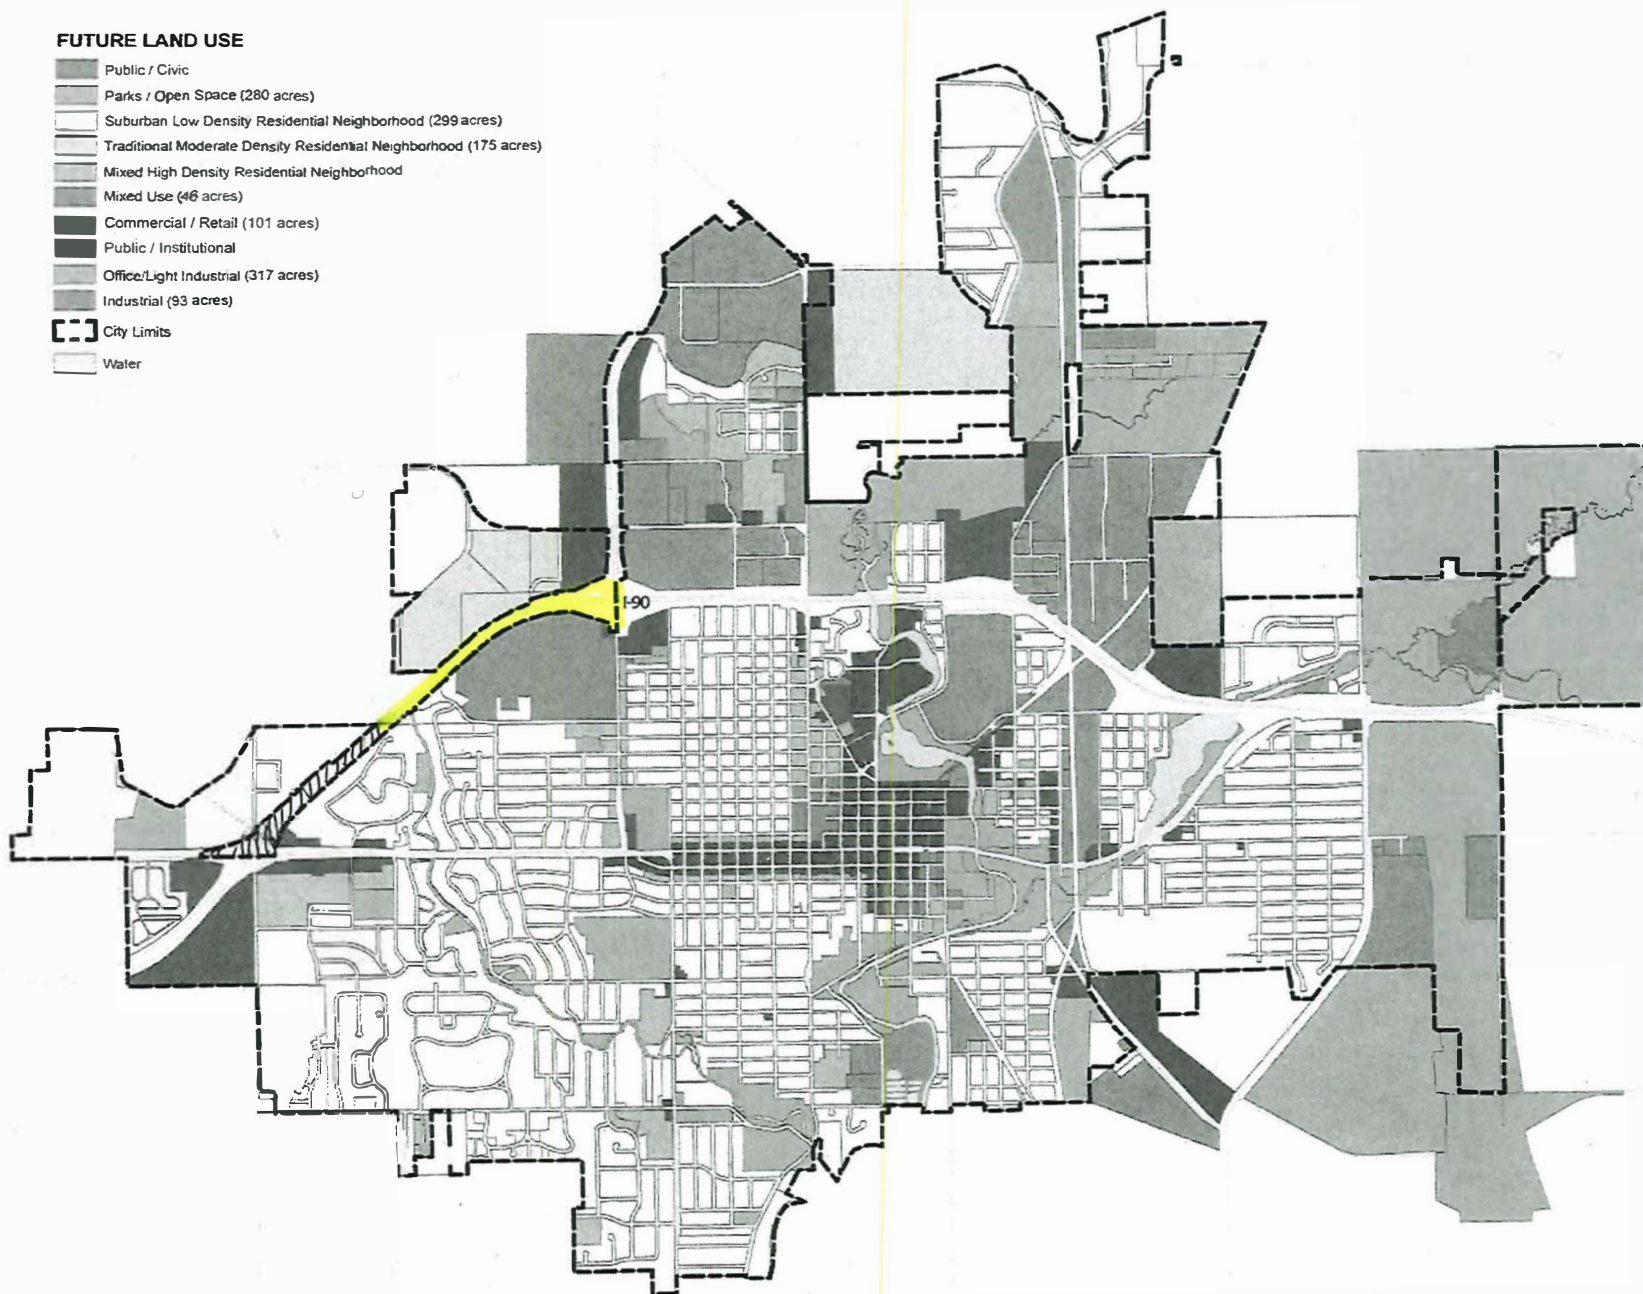 FUTURE LAND USE
Public / Civic
Parks / Open Space (280 acres)
Suburban Low Density Residential Neighborhood (299 acres)
Traditional Moderate Density Residential Neighborhood (175 acres)
Mixed High Density Residential Neighborhood
Mixed Use (46 acres)
Commercial / Retail (101 acres)
Public / Institutional
Office/Light Industrial (317 acres)
Industrial (93 acres)
City Limits
Water
I-90